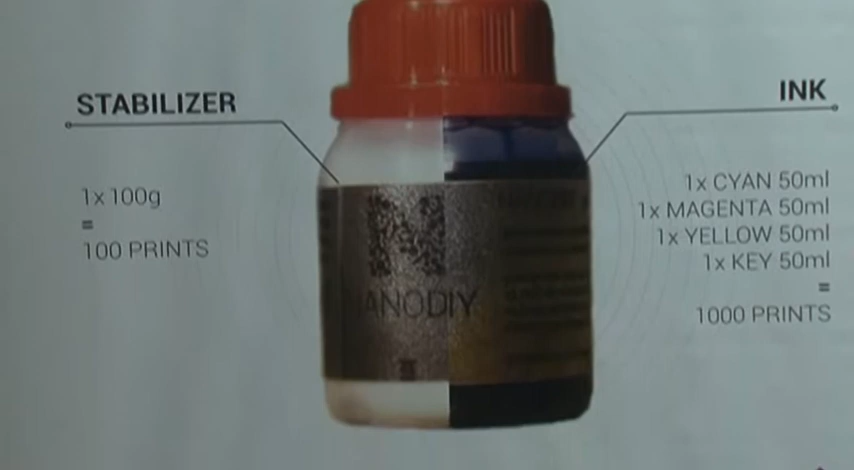 STABILIZER
1x 100g
=
100 PRINTS
ANODIY
INK
1x CYAN 50ml
1x MAGENTA 50ml
1x YELLOW 50ml
1x KEY 50ml
=
1000 PRINTS